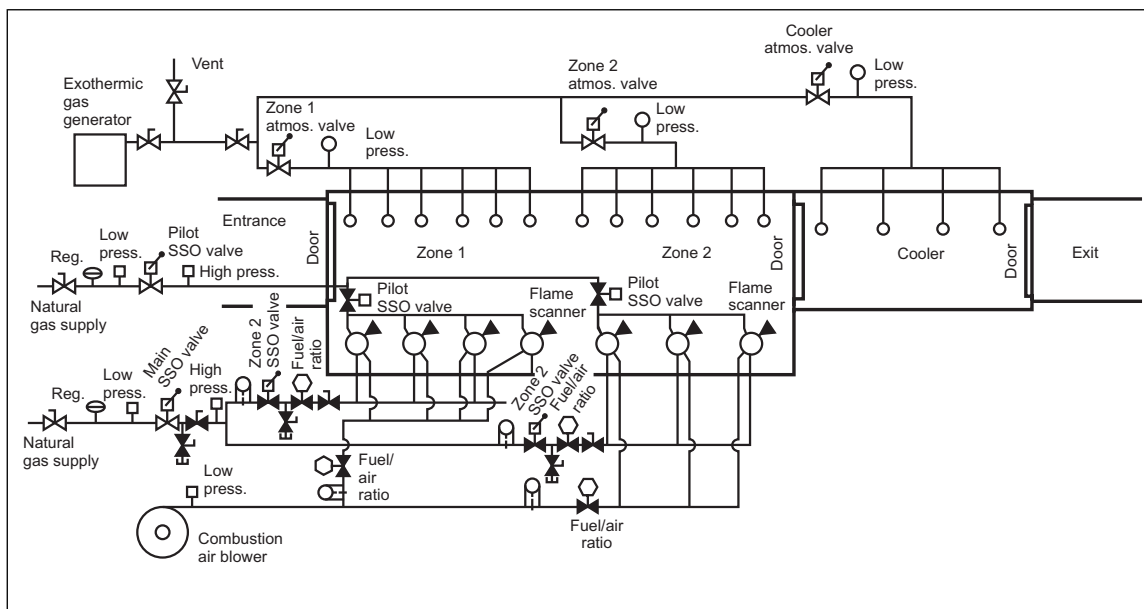 Vent
Exothermic
gas
generator
Cooler
atmos. valve
Zone 2
atmos. valve
Low
press.
Zone 1
atmos. valve
Low
press.
Low
press.
Entrance
Door
Zone 1
Zone 2
Door
Cooler
Door
Exit
Reg.
Low
press.
Pilot
SSO valve
High press.
Natural
gas supply
Pilot
SSO valve
Flame
scanner
Pilot
SSO valve
Flame
scanner
Reg.
Low
press.
Main
SSO valve
High
press.
Zone 2
SSO valve
Fuel/air
ratio
Natural
gas supply
Zone 2
SSO valve
Fuel/air
ratio
Low
press.
Fuel/
air
ratio
Combustion
air blower
Fuel/air
ratio